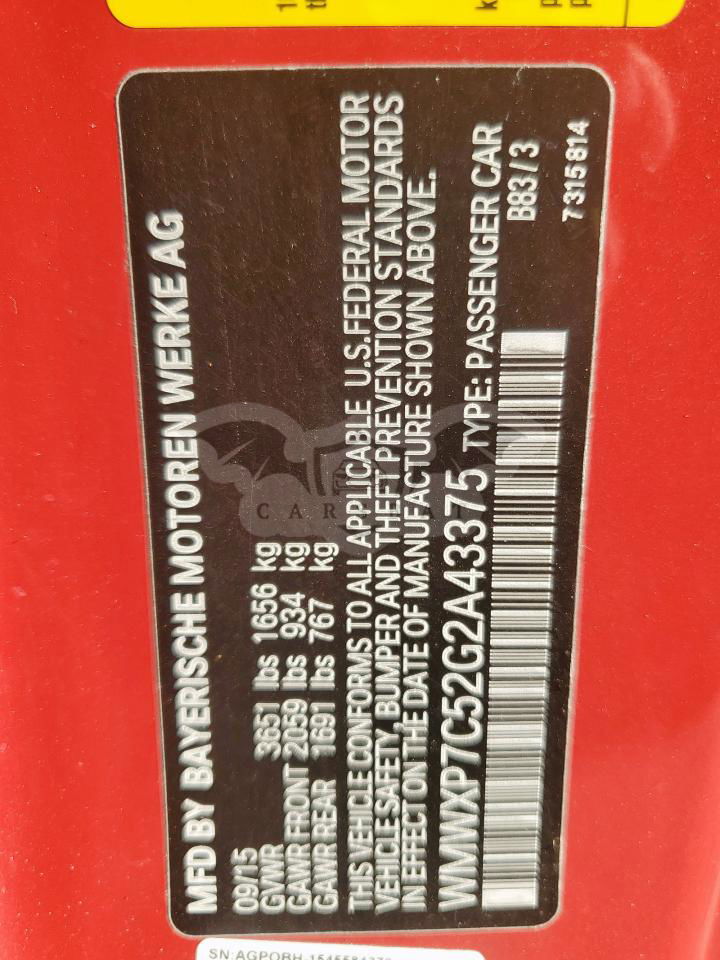 MFD BY BAYERISCHE MOTOREN WERKE AG
09/15
GVWR 3651 lbs 1656 kg
GAWR FRONT 2059 lbs 934 kg
GAWR REAR 1691 lbs 767 kg
THIS VEHICLE CONFORMS TO ALL APPLICABLE U.S. FEDERAL MOTOR
VEHICLE SAFETY, BUMPER AND THEFT PREVENTION STANDARDS
IN EFFECT ON THE DATE OF MANUFACTURE SHOWN ABOVE.
WMWXP7C52G2A43375 TYPE: PASSENGER CAR
B83/3
7315814